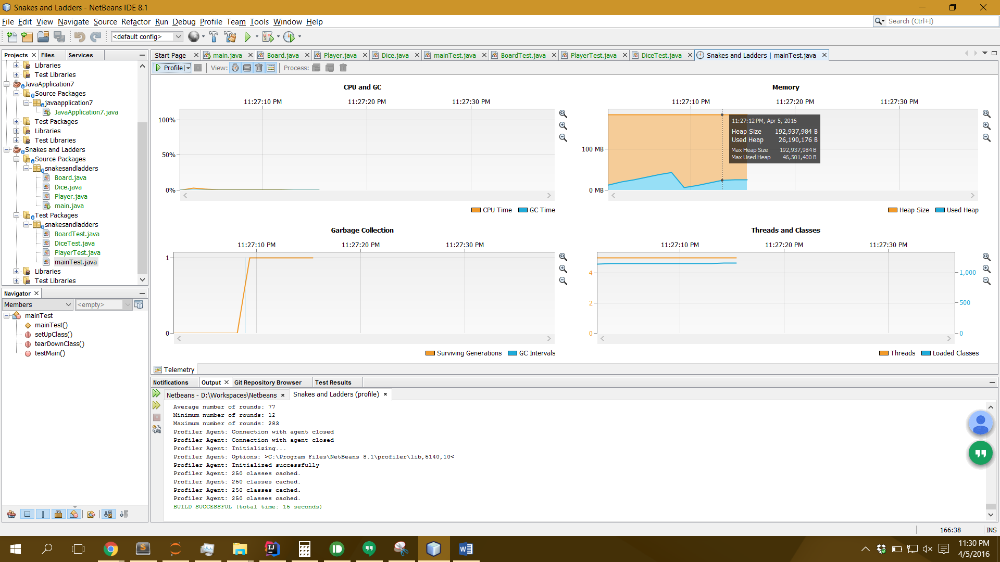 Snakes and Ladders - NetBeans IDE 8.1
File Edit View Navigate Source Refactor Run Debug Profile Team Tools Window Help
Search (Ctrl+I)
<default config>
Projects Files Services
Libraries
Test Libraries
JavaApplication7
Source Packages
javaapplication7
JavaApplication7.java
Test Packages
Libraries
Test Libraries
Snakes and Ladders
Source Packages
snakesandladders
Board.java
Dice.java
Player.java
main.java
Test Packages
snakesandladders
BoardTest.java
DiceTest.java
PlayerTest.java
mainTest.java
Libraries
Test Libraries
Navigator
Members <empty>
mainTest
mainTest()
setUpClass()
tearDownClass()
testMain()
Start Page main.java Board.java Player.java Dice.java mainTest.java BoardTest.java PlayerTest.java DiceTest.java Snakes and Ladders | mainTest.java
Profile View: Process:
CPU and GC
11:27:10 PM 11:27:20 PM 11:27:30 PM
100%
50%
0%
CPU Time GC Time
Memory
11:27:10 PM 11:27:20 PM 11:27:30 PM
11:27:12 PM, Apr 5, 2016
Heap Size 192,937,984 B
Used Heap 26,190,176 B
Max Heap Size 192,937,984 B
Max Used Heap 46,501,400 B
100 MB
0 MB
Heap Size Used Heap
Garbage Collection
11:27:10 PM 11:27:20 PM 11:27:30 PM
1
0
Surviving Generations GC Intervals
Threads and Classes
11:27:10 PM 11:27:20 PM 11:27:30 PM
4 1,000
2 500
0 0
Threads Loaded Classes
Telemetry
Notifications Output Git Repository Browser Test Results
Netbeans - D:\Workspaces\Netbeans Snakes and Ladders (profile)
Average number of rounds: 77
Minimum number of rounds: 12
Maximum number of rounds: 283
Profiler Agent: Connection with agent closed
Profiler Agent: Connection with agent closed
Profiler Agent: Initializing...
Profiler Agent: Options: >C:\Program Files\NetBeans 8.1\profiler\lib,5140,10<
Profiler Agent: Initialized successfully
Profiler Agent: 250 classes cached.
Profiler Agent: 250 classes cached.
Profiler Agent: 250 classes cached.
Profiler Agent: 250 classes cached.
BUILD SUCCESSFUL (total time: 15 seconds)
166:38 INS
11:30 PM
4/5/2016